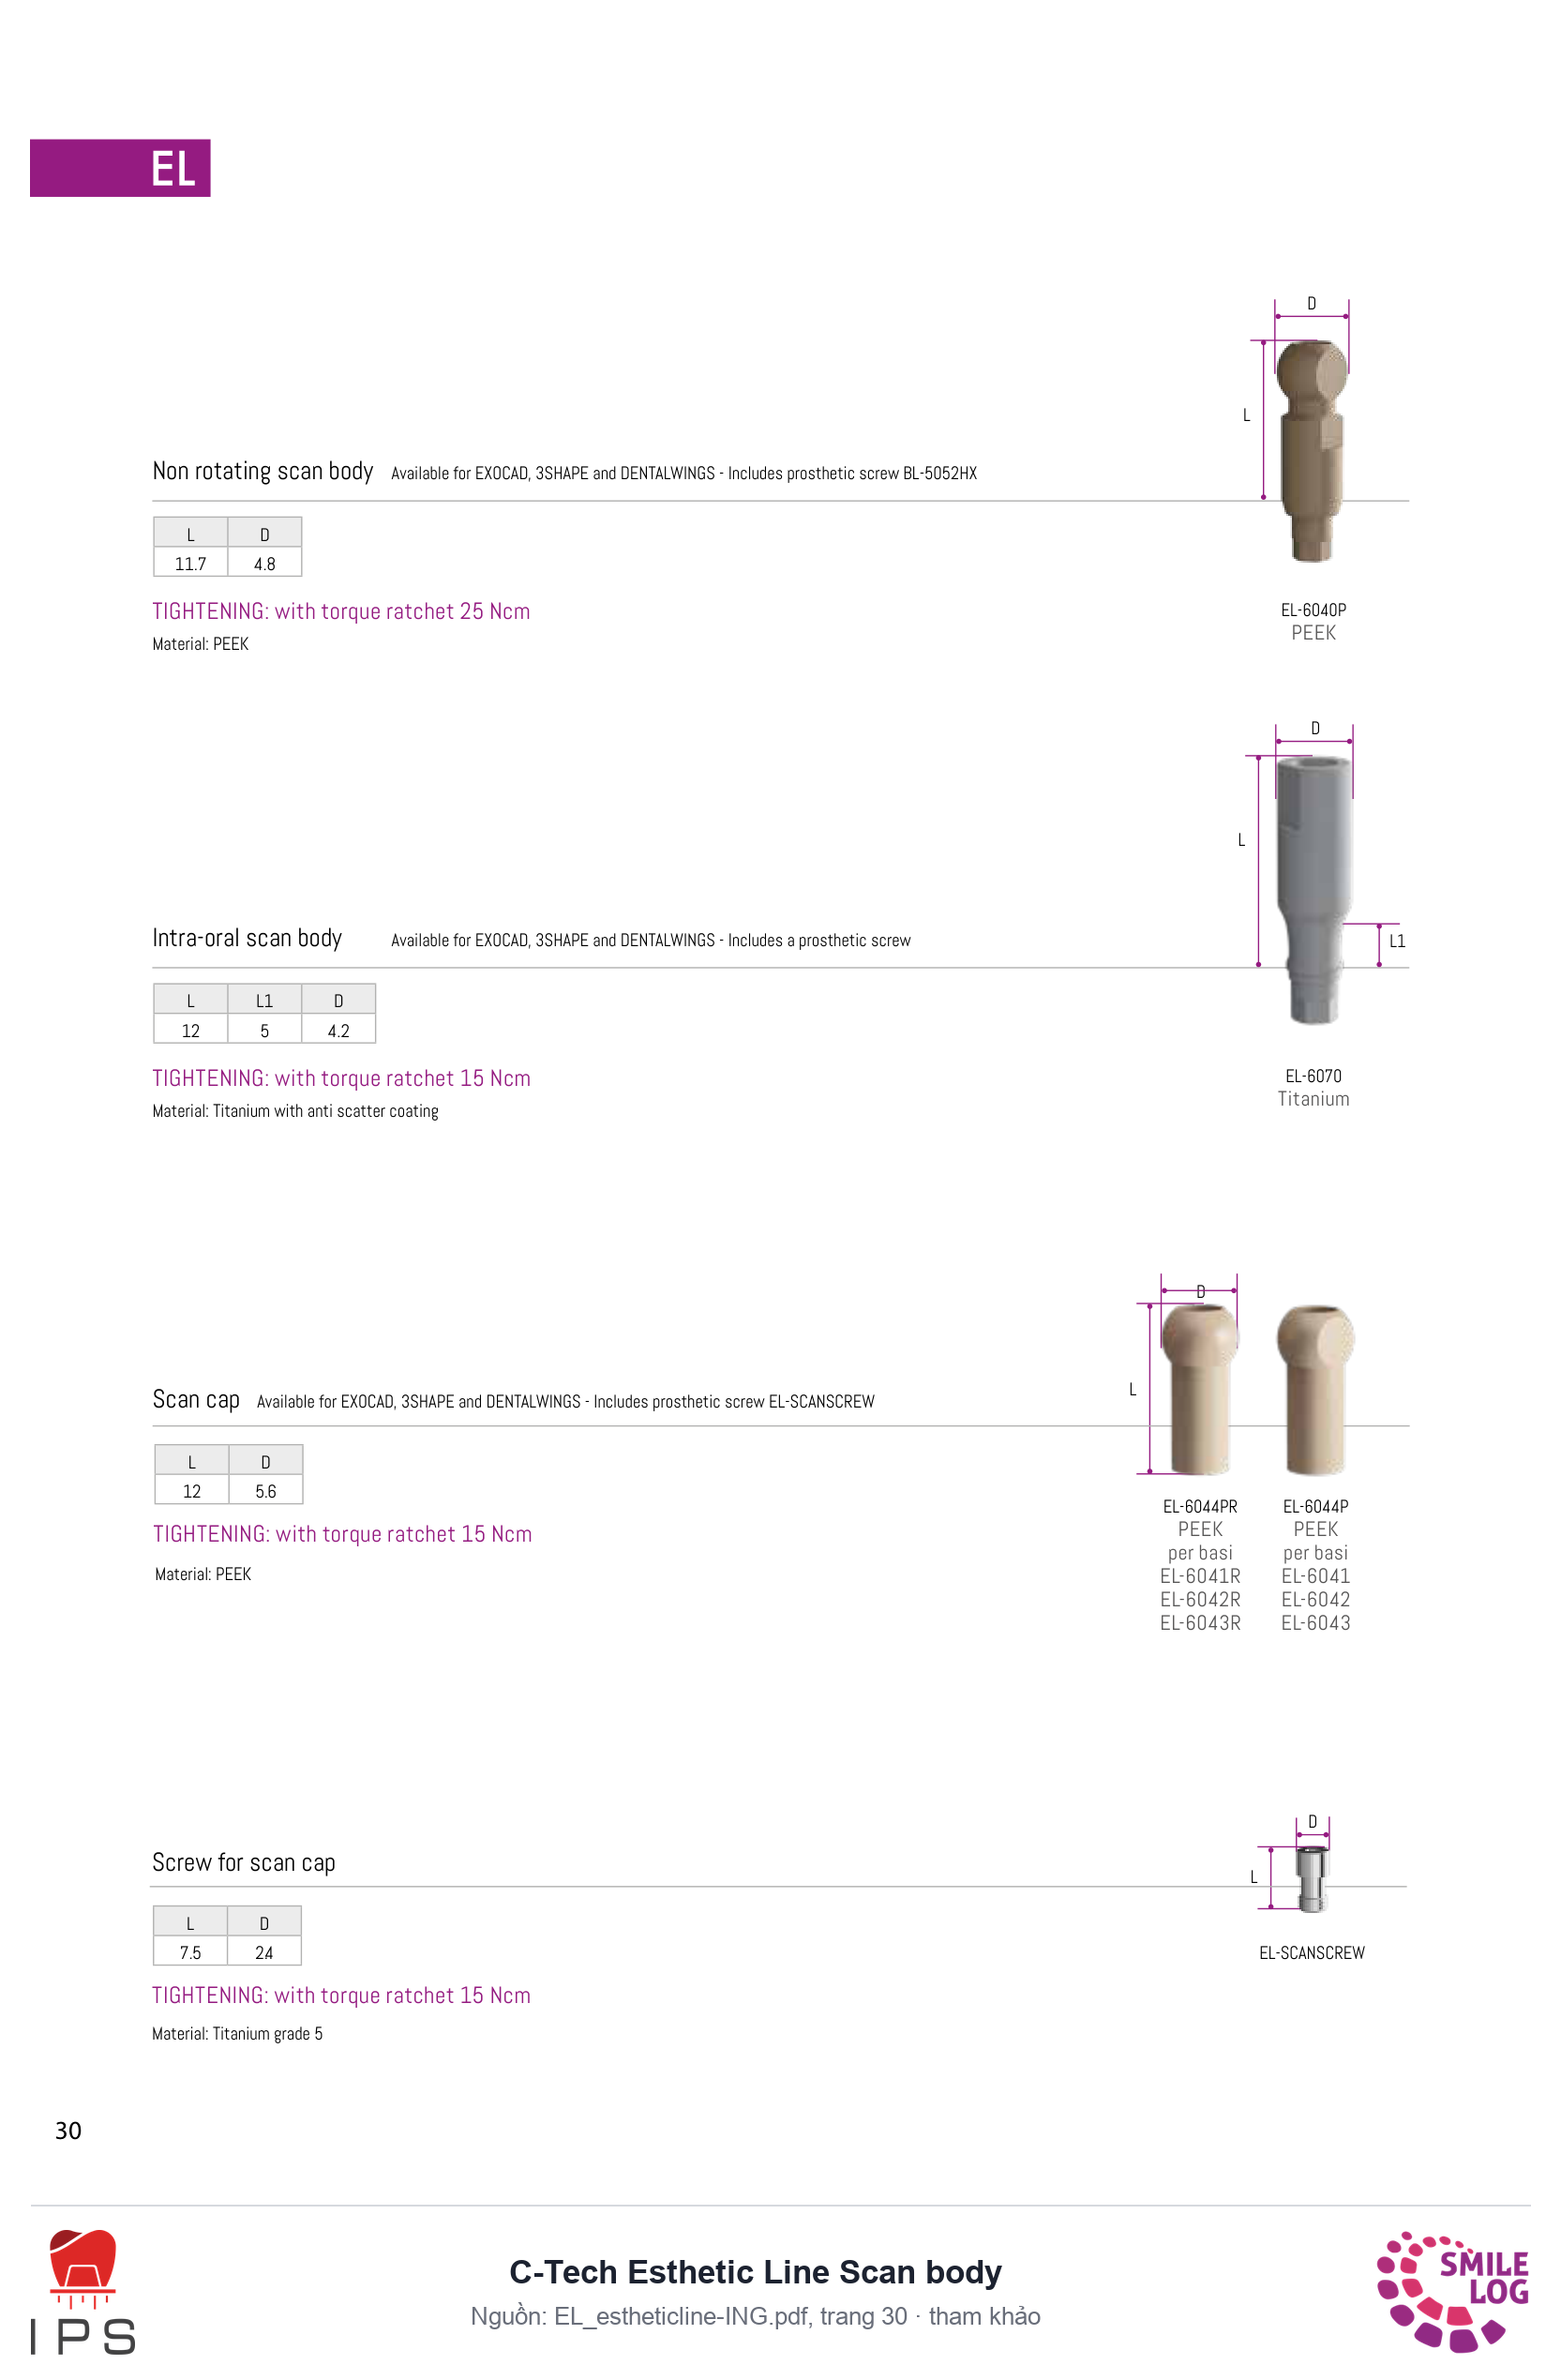 EL
D
L
Non rotating scan body Available for EXOCAD, 3SHAPE and DENTALWINGS - Includes prosthetic screw BL-5052HX
L D
11.7 4.8
TIGHTENING: with torque ratchet 25 Ncm
Material: PEEK
EL-6040P
PEEK
D
L
L1
Intra-oral scan body Available for EXOCAD, 3SHAPE and DENTALWINGS - Includes a prosthetic screw
L L1 D
12 5 4.2
TIGHTENING: with torque ratchet 15 Ncm
Material: Titanium with anti scatter coating
EL-6070
Titanium
D
L
Scan cap Available for EXOCAD, 3SHAPE and DENTALWINGS - Includes prosthetic screw EL-SCANSCREW
L D
12 5.6
TIGHTENING: with torque ratchet 15 Ncm
Material: PEEK
EL-6044PR EL-6044P
PEEK PEEK
per basi per basi
EL-6041R EL-6041
EL-6042R EL-6042
EL-6043R EL-6043
D
L
Screw for scan cap
L D
7.5 2.4
TIGHTENING: with torque ratchet 15 Ncm
Material: Titanium grade 5
EL-SCANSCREW
30
IPS
C-Tech Esthetic Line Scan body
Nguồn: EL_estheticline-ING.pdf, trang 30 · tham khảo
SMILE
LOG